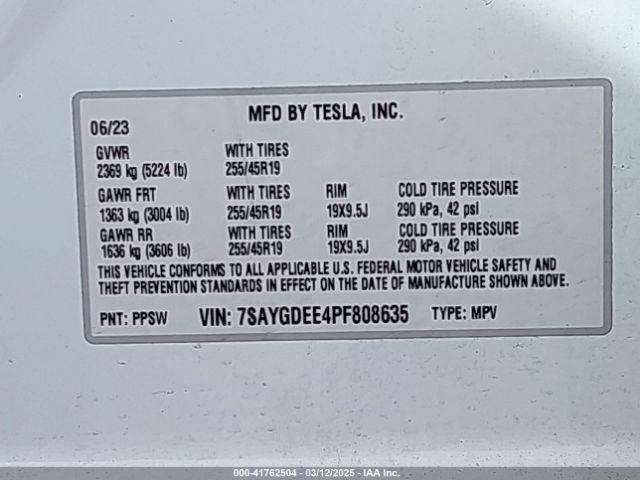 MFD BY TESLA, INC.
06/23
GVWR WITH TIRES
2369 kg (5224 lb) 255/45R19
GAWR FRT WITH TIRES RIM COLD TIRE PRESSURE
1363 kg (3004 lb) 255/45R19 19X9.5J 290 kPa, 42 psi
GAWR RR WITH TIRES RIM COLD TIRE PRESSURE
1636 kg (3606 lb) 255/45R19 19X9.5J 290 kPa, 42 psi
THIS VEHICLE CONFORMS TO ALL APPLICABLE U.S. FEDERAL MOTOR VEHICLE SAFETY AND
THEFT PREVENTION STANDARDS IN EFFECT ON THE DATE OF MANUFACTURE SHOWN ABOVE.
PNT: PPSW VIN: 7SAYGDEE4PF808635 TYPE: MPV
000-41762504 - 03/12/2025 - IAA Inc.